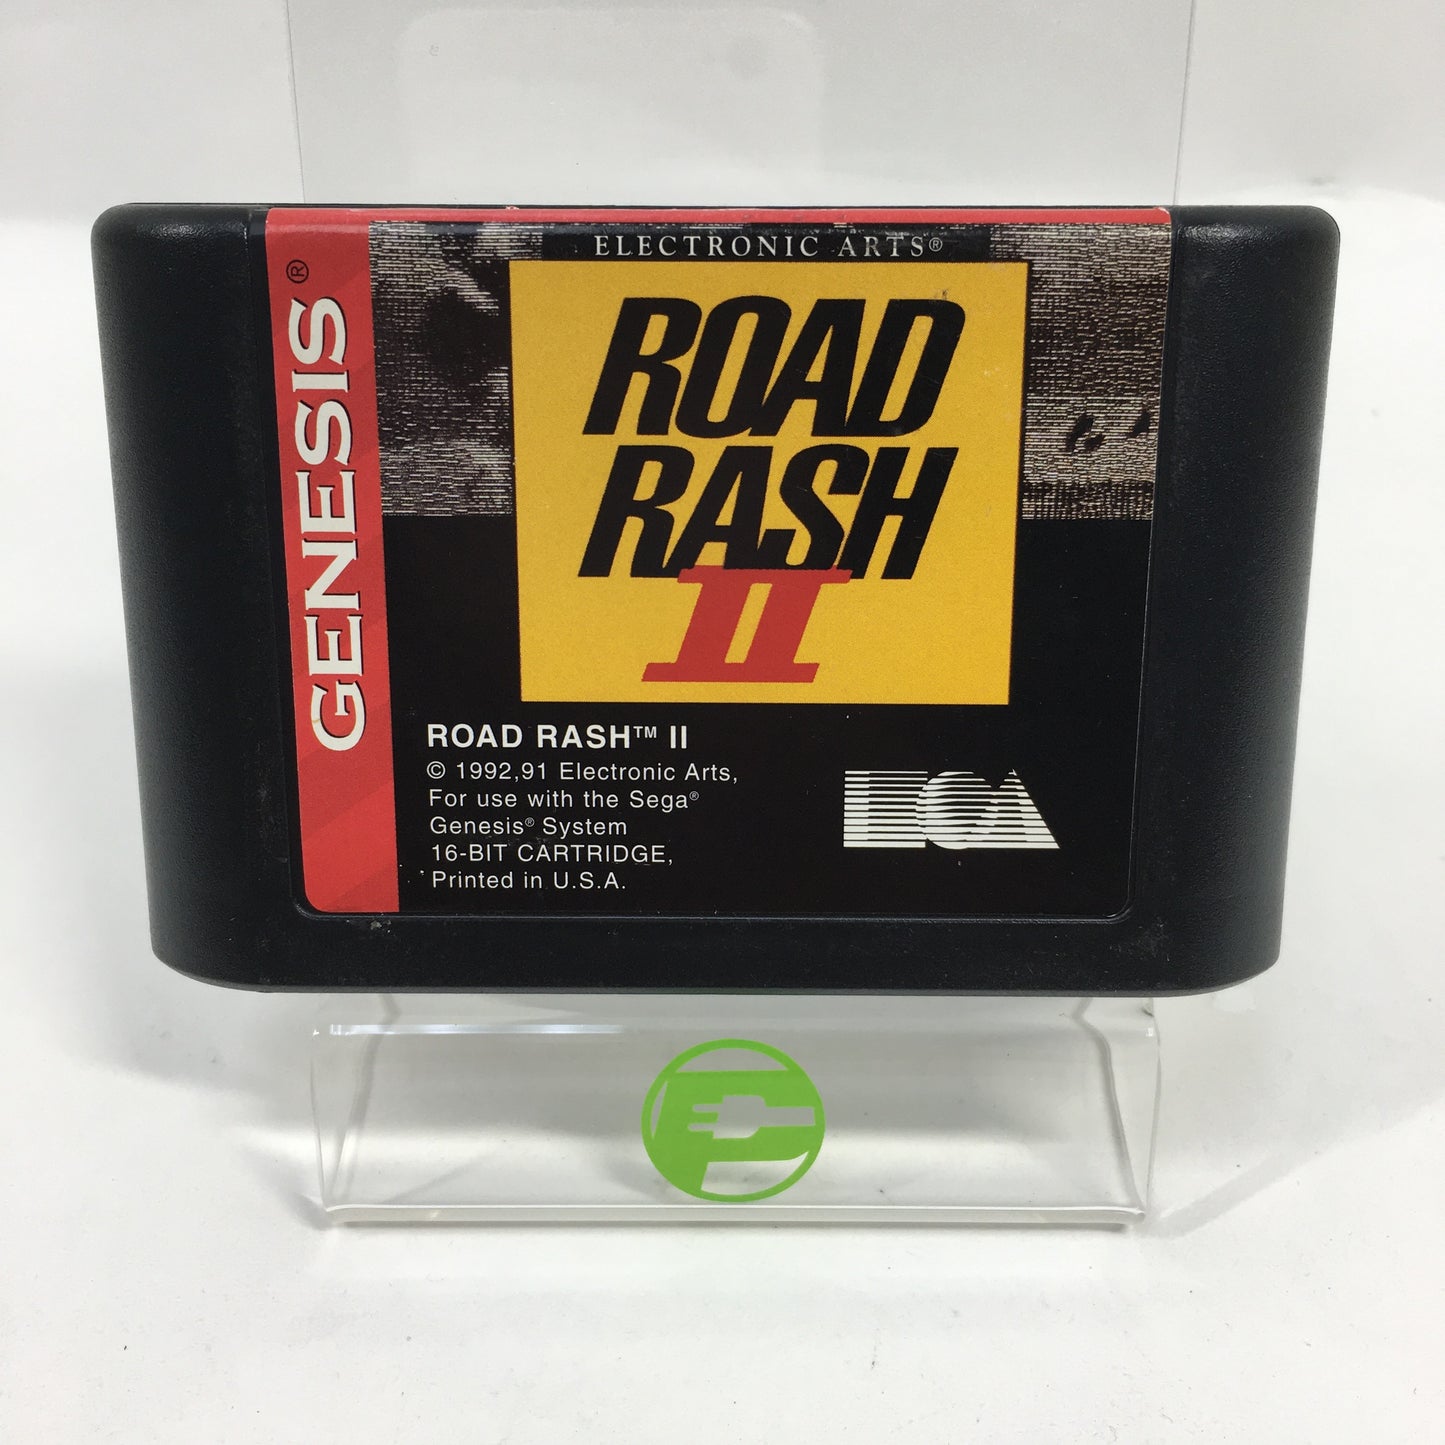 GENESIS®
ELECTRONIC ARTS®
ROAD
RASH
II
ROAD RASH™ II
© 1992,91 Electronic Arts,
For use with the Sega®
Genesis® System
16-BIT CARTRIDGE,
Printed in U.S.A.
EOA
P